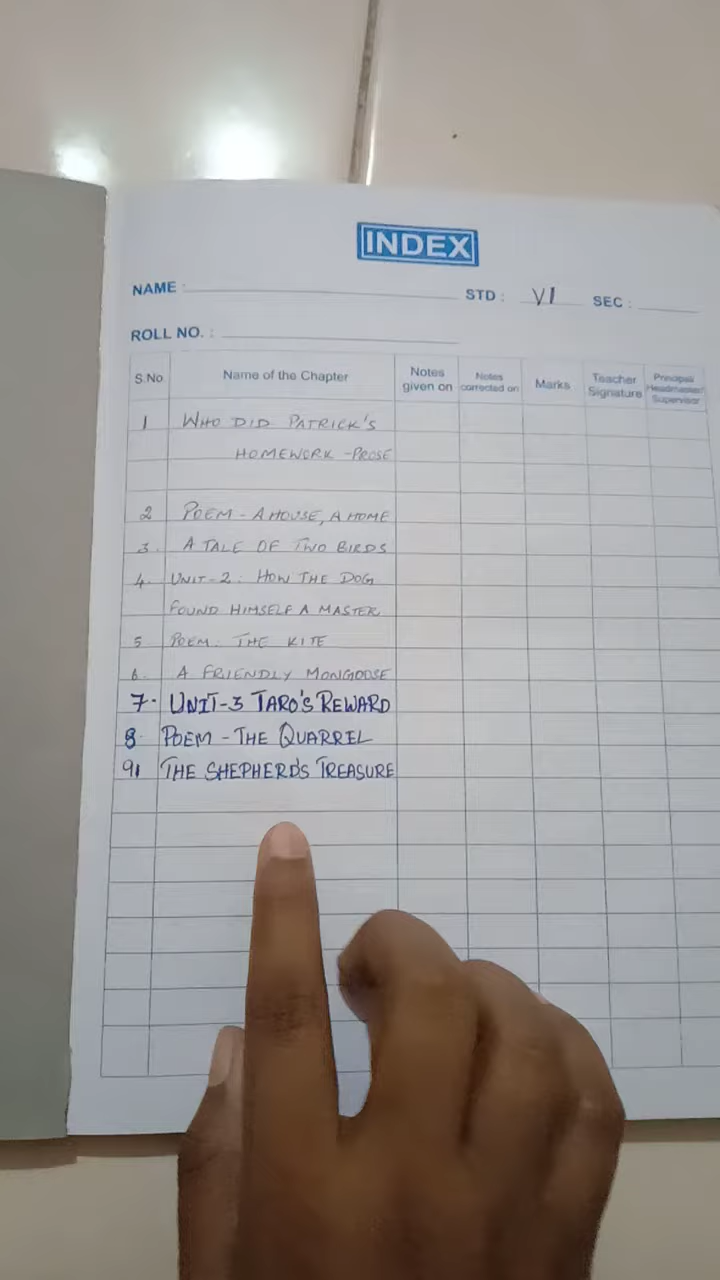 INDEX
NAME :
STD : VI SEC :
ROLL NO. :
S.No Name of the Chapter Notes given on Notes corrected on Marks Teacher Signature Principal/ Headmaster/ Supervisor
1 WHO DID PATRICK'S
HOMEWORK - PROSE
2 POEM - A HOUSE, A HOME
3. A TALE OF TWO BIRDS
4. UNIT-2: HOW THE DOG
FOUND HIMSELF A MASTER
5 POEM: THE KITE
6. A FRIENDLY MONGOOSE
7. UNIT-3 TARO'S REWARD
8. POEM - THE QUARREL
9. THE SHEPHERD'S TREASURE